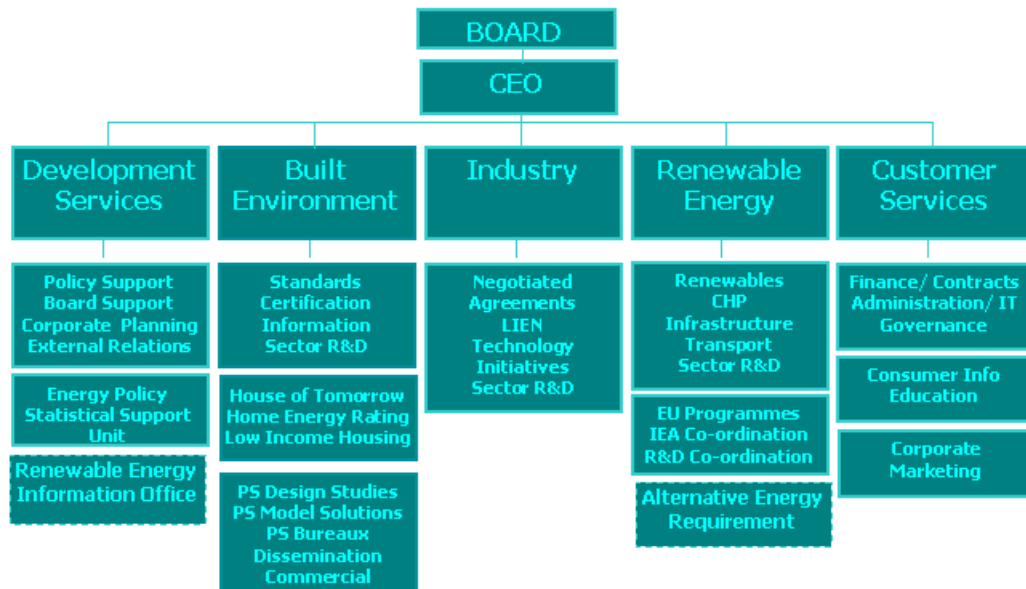 BOARD
CEO
Development
Services
Built
Environment
Industry
Renewable
Energy
Customer
Services
Policy Support
Board Support
Corporate Planning
External Relations
Energy Policy
Statistical Support
Unit
Renewable Energy
Information Office
Standards
Certification
Information
Sector R&D
House of Tomorrow
Home Energy Rating
Low Income Housing
PS Design Studies
PS Model Solutions
PS Bureaux
Dissemination
Commercial
Negotiated
Agreements
LIEN
Technology
Initiatives
Sector R&D
Renewables
CHP
Infrastructure
Transport
Sector R&D
EU Programmes
IEA Co-ordination
R&D Co-ordination
Alternative Energy
Requirement
Finance/ Contracts
Administration/ IT
Governance
Consumer Info
Education
Corporate
Marketing